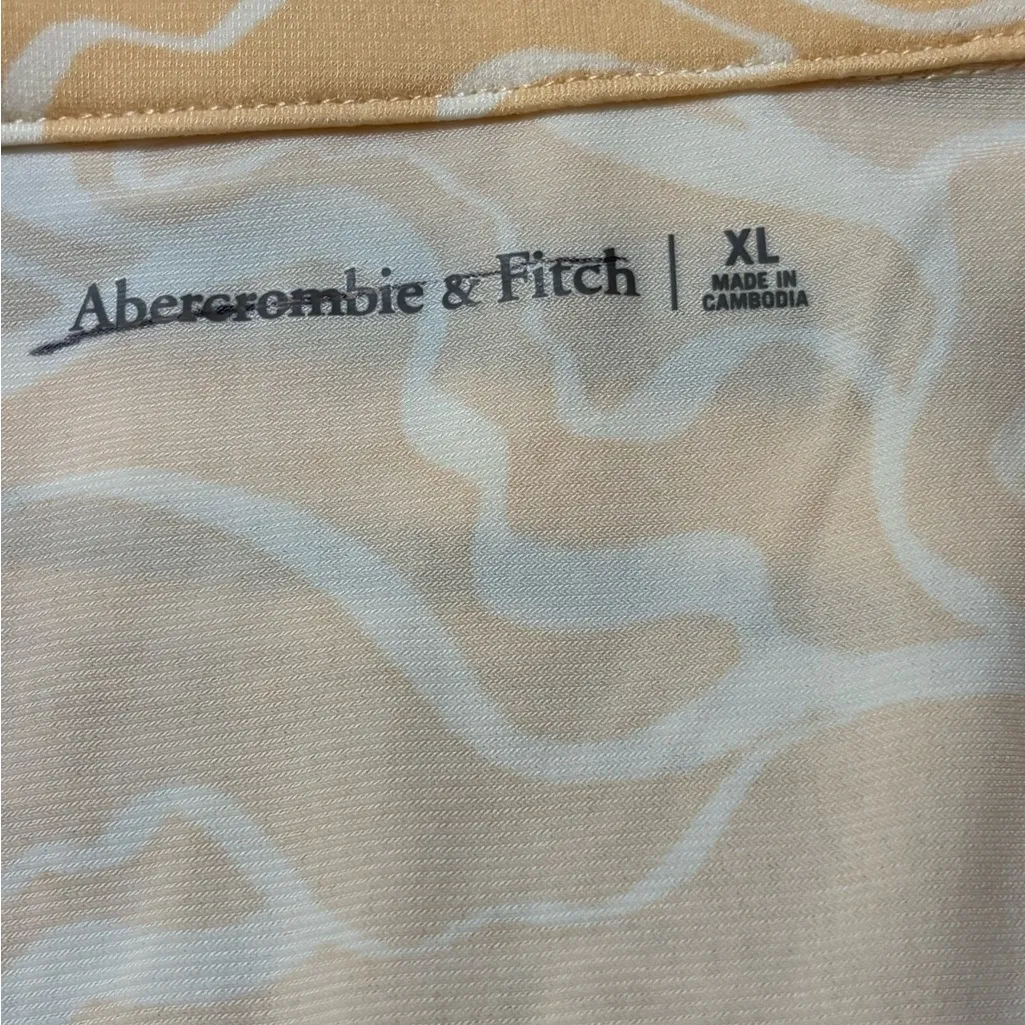 Abercrombie & Fitch | XL
MADE IN
CAMBODIA